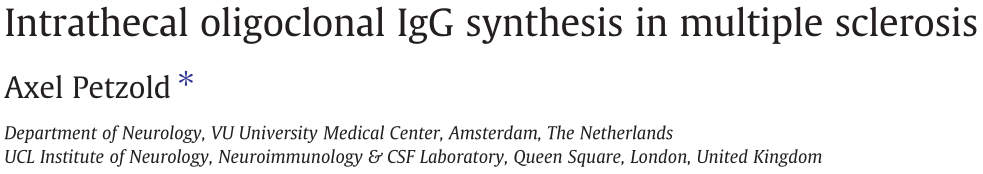 Intrathecal oligoclonal IgG synthesis in multiple sclerosis
Axel Petzold *
Department of Neurology, VU University Medical Center, Amsterdam, The Netherlands
UCL Institute of Neurology, Neuroimmunology & CSF Laboratory, Queen Square, London, United Kingdom